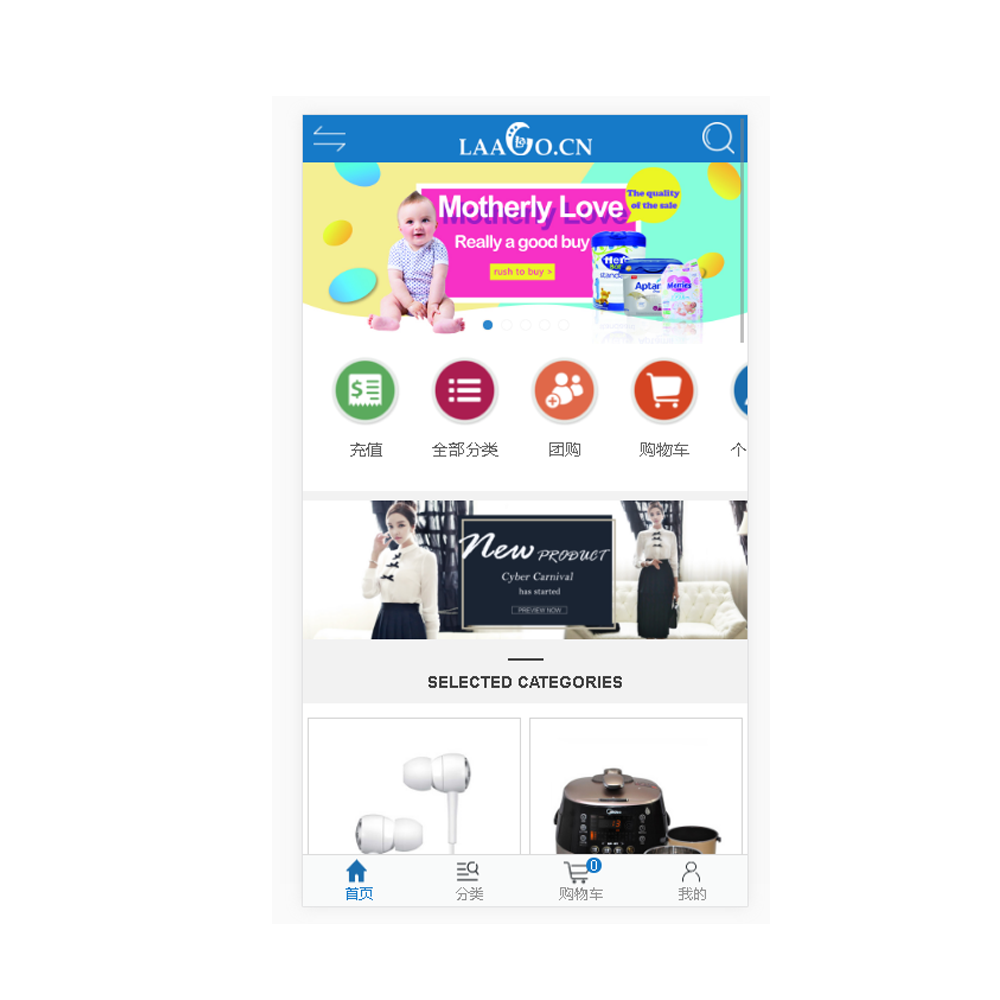 LAAGO.CN
Motherly Love
The quality
of the sale
Really a good buy
rush to buy >
Aptam
Merries
充值
全部分类
团购
购物车
个
New PRODUCT
Cyber Carnival
has started
PREVIEW NOW
SELECTED CATEGORIES
首页
分类
0
购物车
我的